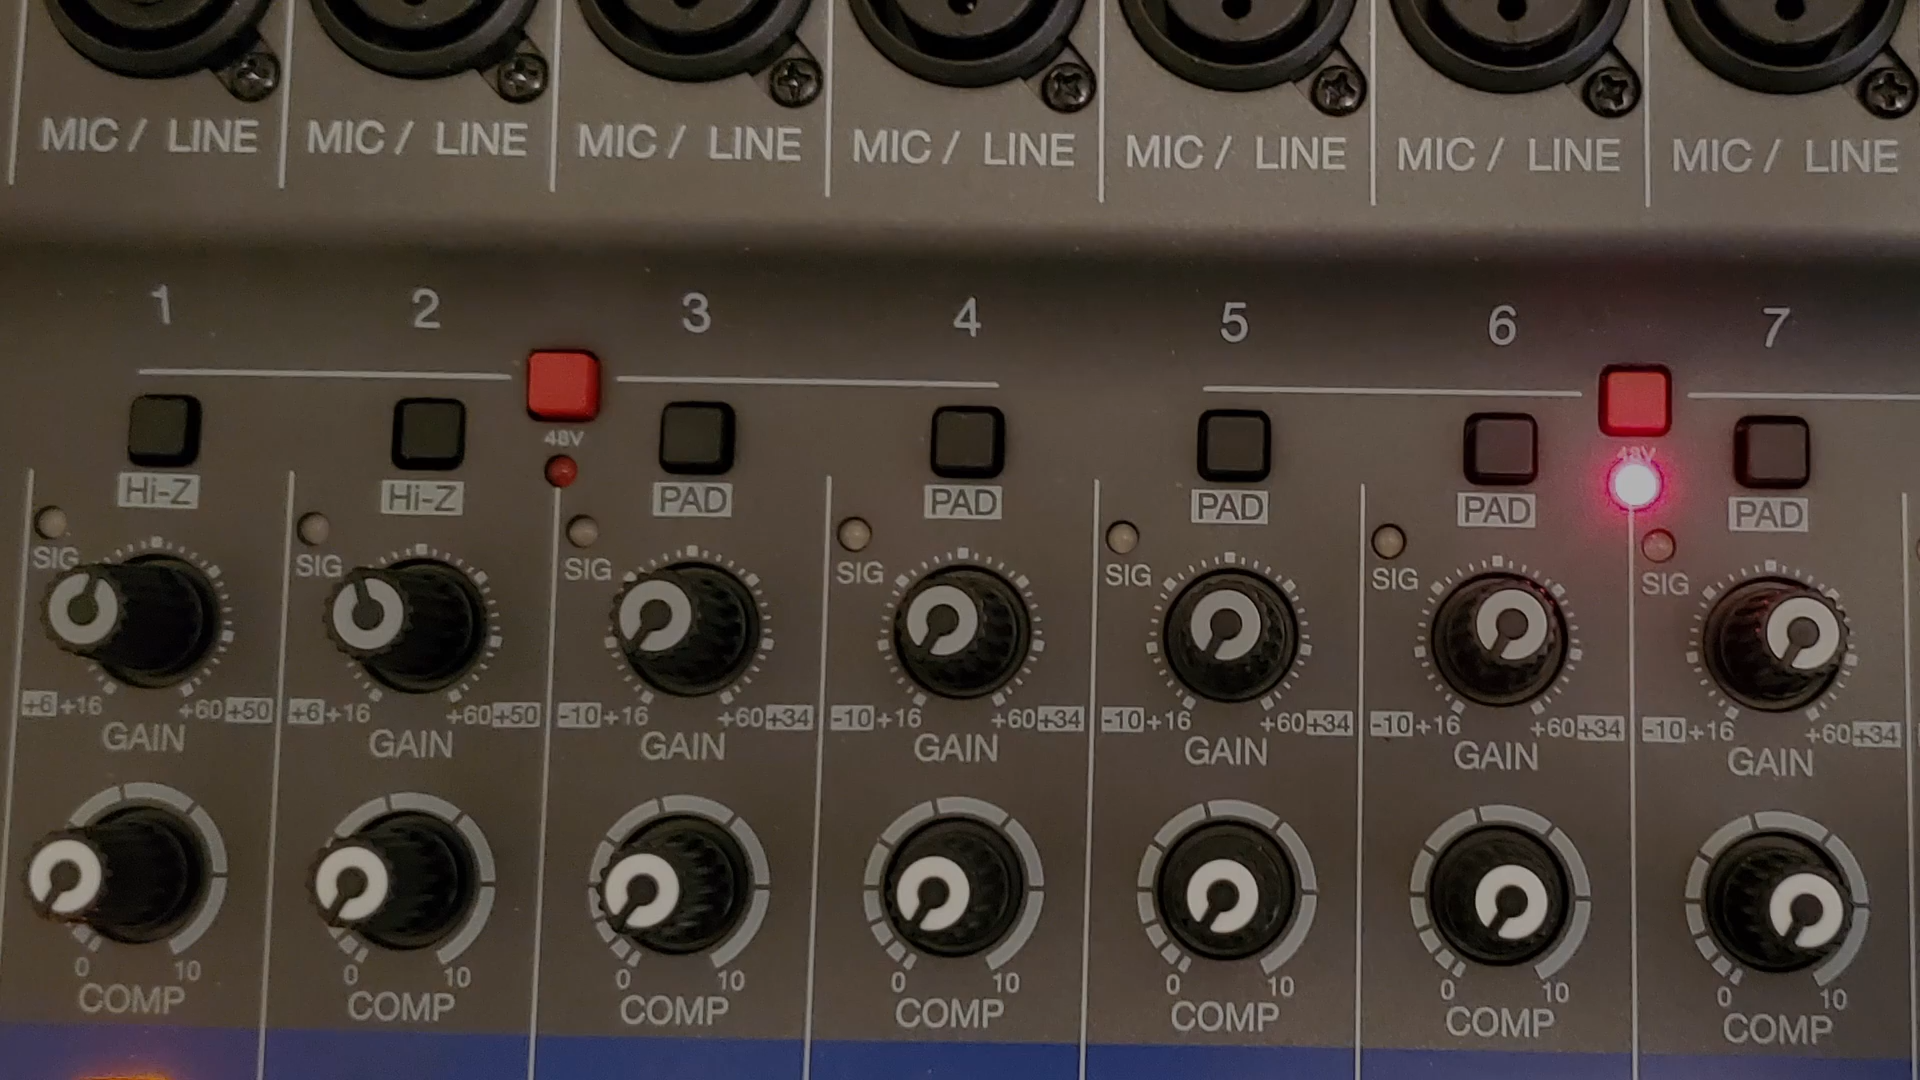 MIC / LINE MIC / LINE MIC / LINE MIC / LINE MIC / LINE MIC / LINE MIC / LINE
1 2 3 4 5 6 7
48V 48V
Hi-Z Hi-Z PAD PAD PAD PAD PAD
SIG SIG SIG SIG SIG SIG SIG
+6 +16 +60 +50 +6 +16 +60 +50 -10 +16 +60 +34 -10 +16 +60 +34 -10 +16 +60 +34 -10 +16 +60 +34 -10 +16 +60 +34
GAIN GAIN GAIN GAIN GAIN GAIN GAIN
0 10 0 10 0 10 0 10 0 10 0 10 0 10
COMP COMP COMP COMP COMP COMP COMP